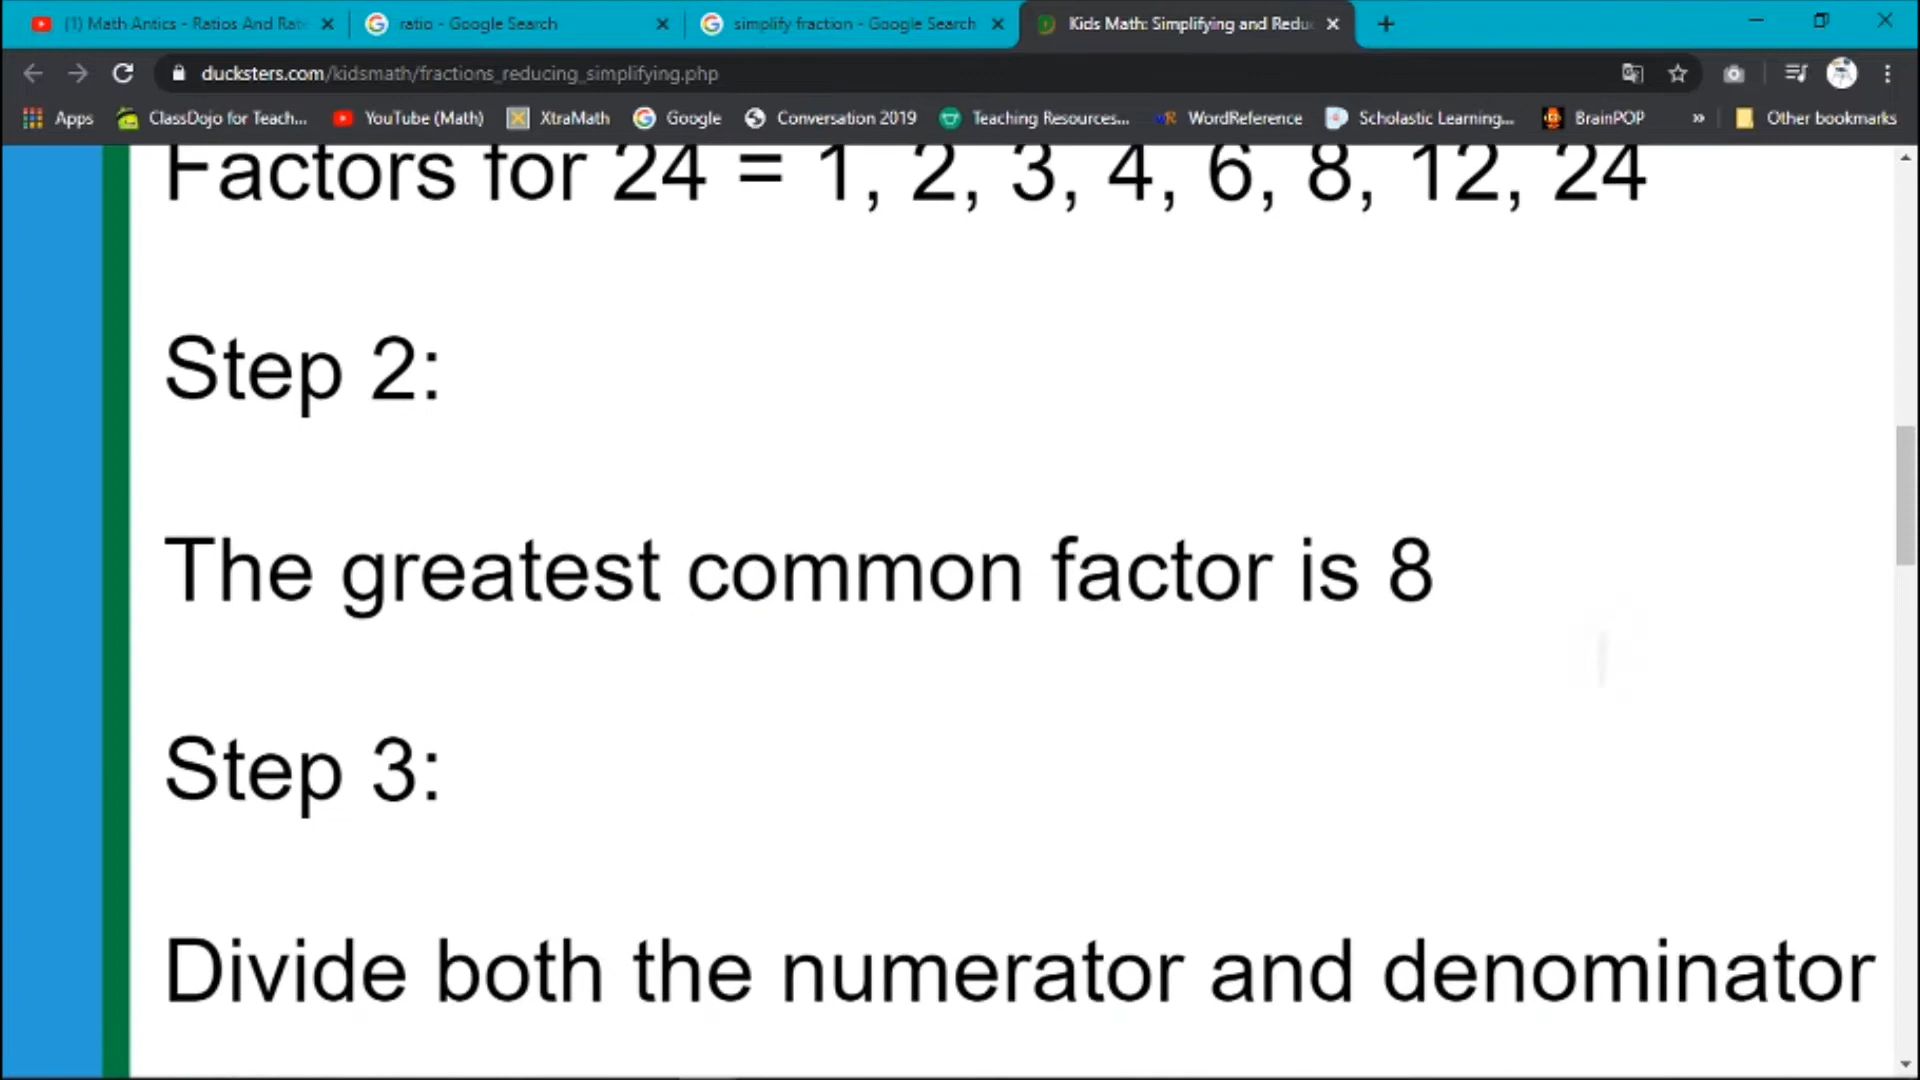 (1) Math Antics - Ratios And Rat
ratio - Google Search
simplify fraction - Google Search
Kids Math: Simplifying and Redu
ducksters.com/kidsmath/fractions_reducing_simplifying.php
Apps
ClassDojo for Teach...
YouTube (Math)
XtraMath
Google
Conversation 2019
Teaching Resources...
WordReference
Scholastic Learning...
BrainPOP
»
Other bookmarks
Factors for 24 = 1, 2, 3, 4, 6, 8, 12, 24
Step 2:
The greatest common factor is 8
Step 3:
Divide both the numerator and denominator